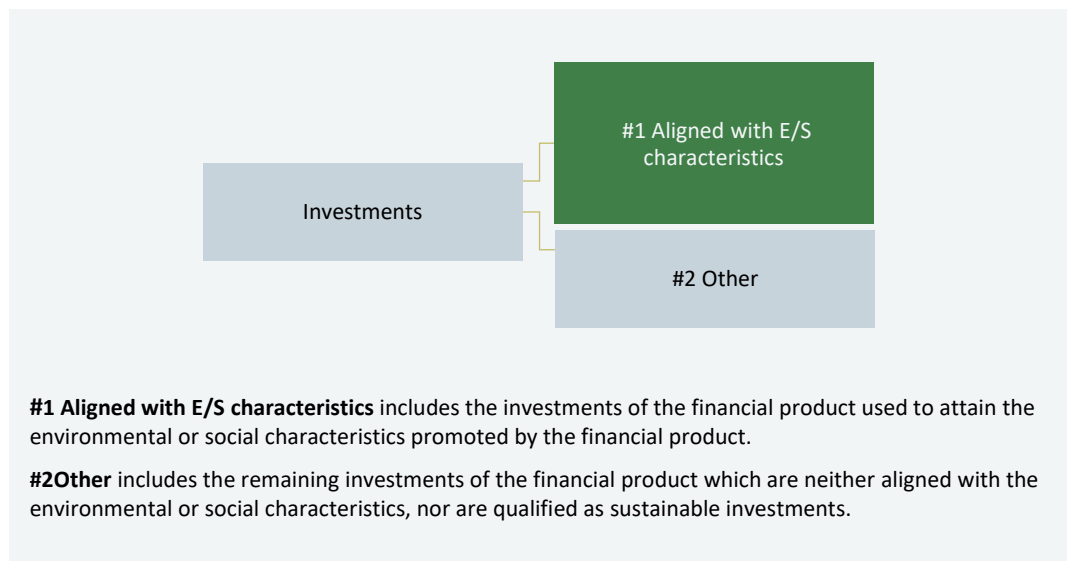 #1 Aligned with E/S
characteristics
Investments
#2 Other
#1 Aligned with E/S characteristics includes the investments of the financial product used to attain the
environmental or social characteristics promoted by the financial product.
#2Other includes the remaining investments of the financial product which are neither aligned with the
environmental or social characteristics, nor are qualified as sustainable investments.